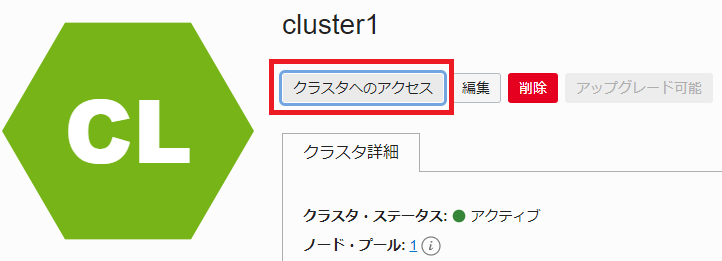 cluster1
クラスタへのアクセス 編集 削除 アップグレード可能
CL
クラスタ詳細
クラスタ・ステータス: アクティブ
ノード・プール: 1 i